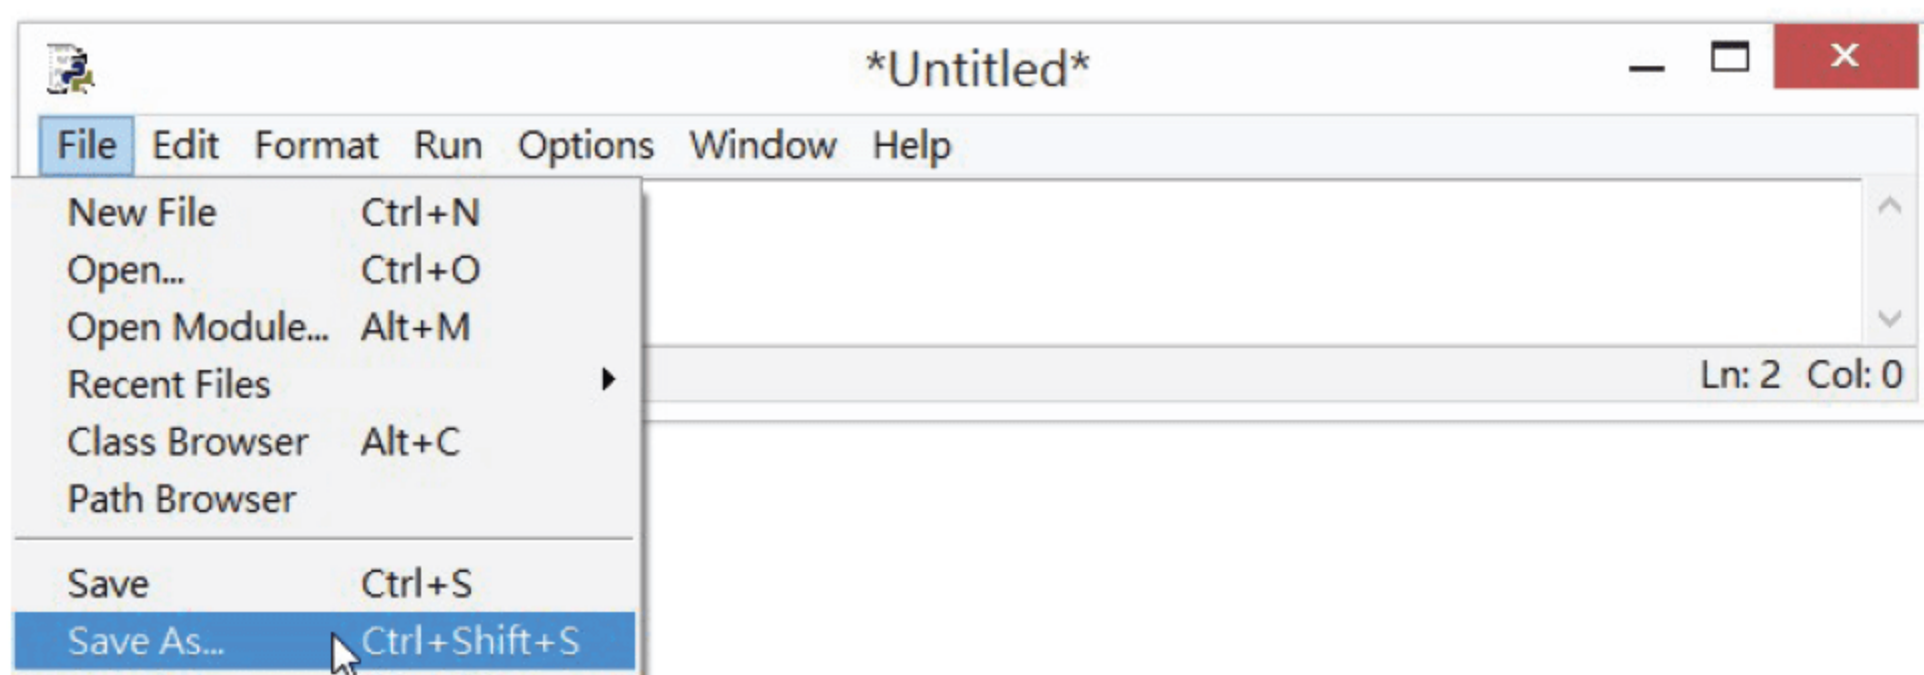 *Untitled*
File Edit Format Run Options Window Help
New File Ctrl+N
Open... Ctrl+O
Open Module... Alt+M
Recent Files
Class Browser Alt+C
Path Browser
Save Ctrl+S
Save As... Ctrl+Shift+S
Ln: 2 Col: 0